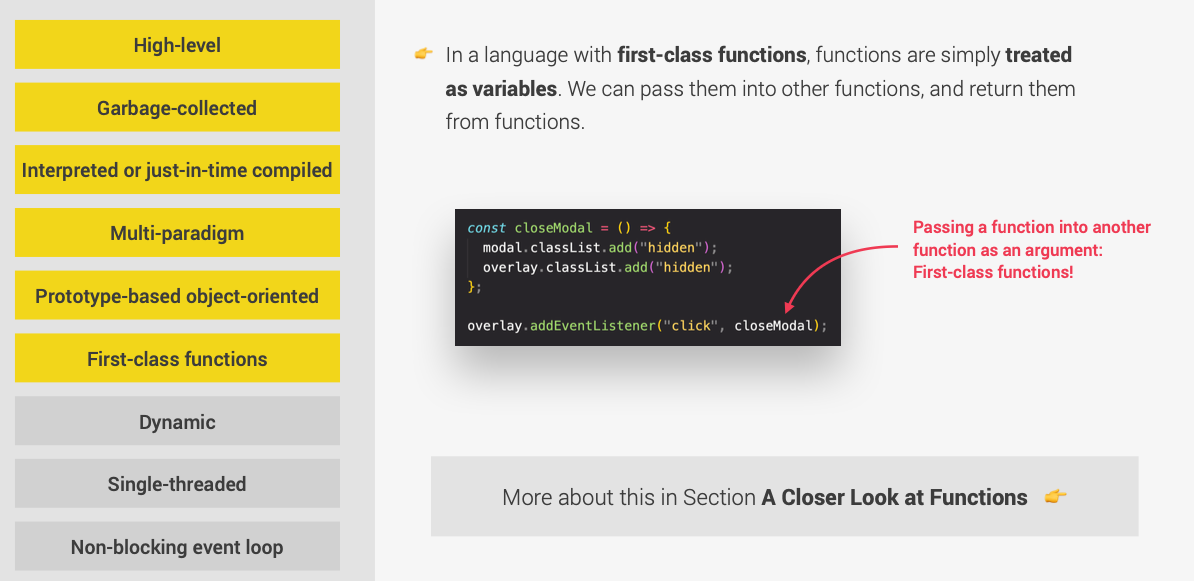 High-level
Garbage-collected
Interpreted or just-in-time compiled
Multi-paradigm
Prototype-based object-oriented
First-class functions
Dynamic
Single-threaded
Non-blocking event loop
👉 In a language with first-class functions, functions are simply treated
as variables. We can pass them into other functions, and return them
from functions.
const closeModal = () => {
  modal.classList.add("hidden");
  overlay.classList.add("hidden");
};

overlay.addEventListener("click", closeModal);
Passing a function into another
function as an argument:
First-class functions!
More about this in Section A Closer Look at Functions 👉